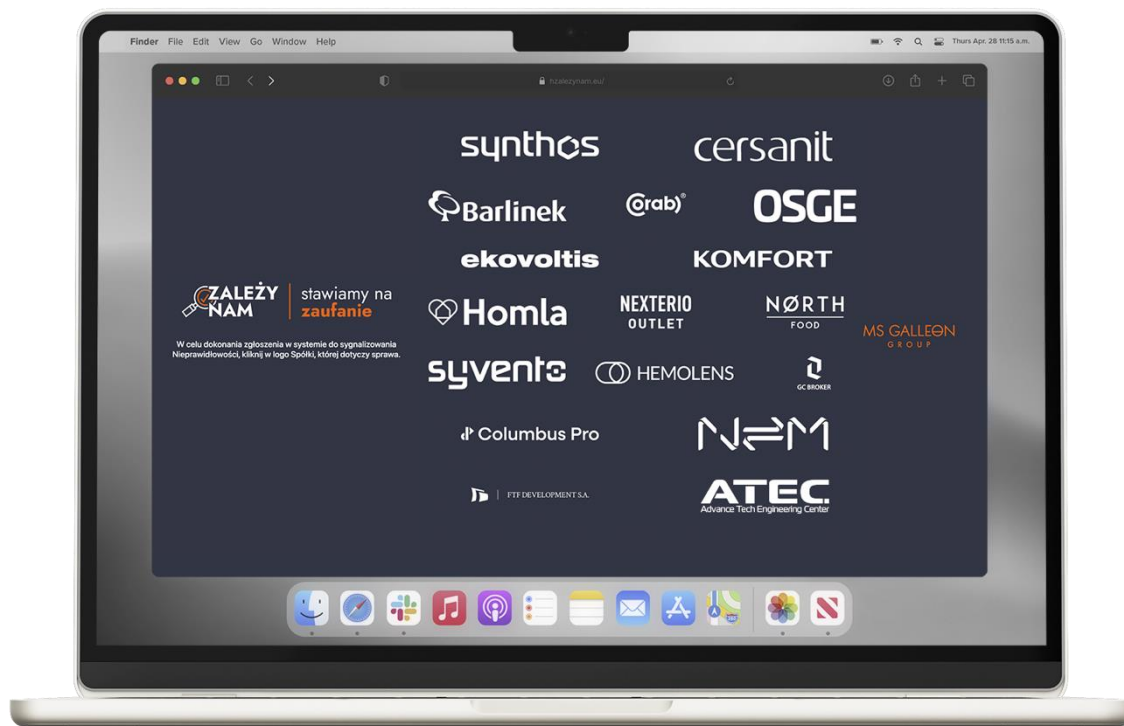 Finder File Edit View Go Window Help
Thurs Apr. 28 11:15 a.m.
hzalezynam.eu/
synthos
cersanit
Barlinek
Corab®
OSGE
ekovoltis
KOMFORT
ZALEŻY NAM
stawiamy na
zaufanie
W celu dokonania zgłoszenia w systemie do sygnalizowania
Nieprawidłowości, kliknij w logo Spółki, której dotyczy sprawa.
Homla
NEXTERIO
OUTLET
NØRTH
FOOD
MS GALLEON
GROUP
syvento
HEMOLENS
GC BROKER
Columbus Pro
FTF DEVELOPMENT S.A.
ATEC.
Advance Tech Engineering Center